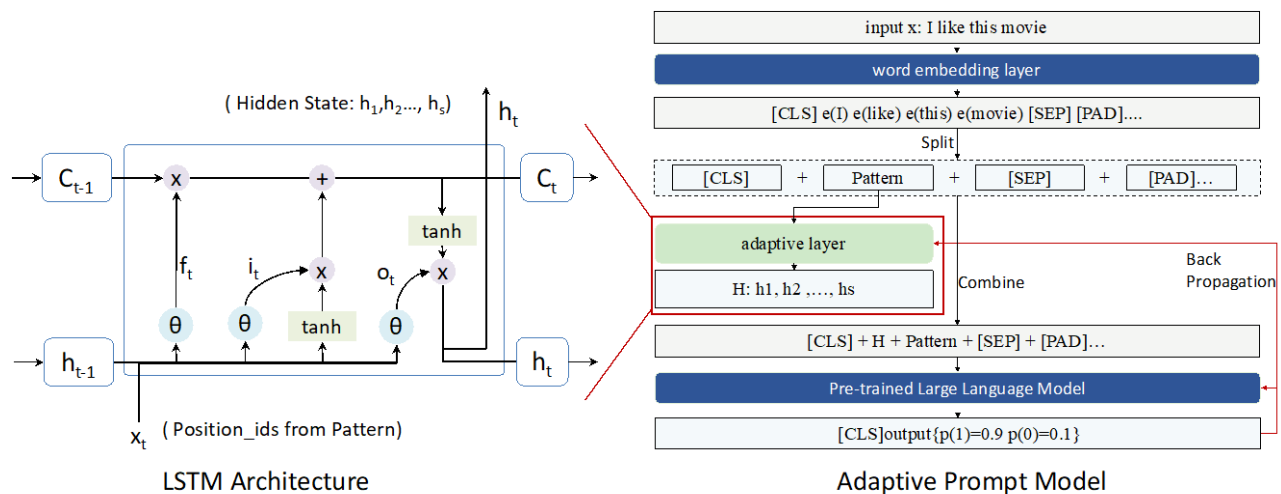 ( Hidden State: h1,h2..., hs)
ht
Ct-1
x
+
Ct
tanh
ft
it
x
ot
x
θ
θ
tanh
θ
ht-1
ht
xt
( Position_ids from Pattern)
LSTM Architecture
input x: I like this movie
word embedding layer
[CLS] e(I) e(like) e(this) e(movie) [SEP] [PAD]....
Split
[CLS] + Pattern + [SEP] + [PAD]...
adaptive layer
H: h1, h2 ,..., hs
Combine
Back
Propagation
[CLS] + H + Pattern + [SEP] + [PAD]...
Pre-trained Large Language Model
[CLS]output{p(1)=0.9 p(0)=0.1}
Adaptive Prompt Model